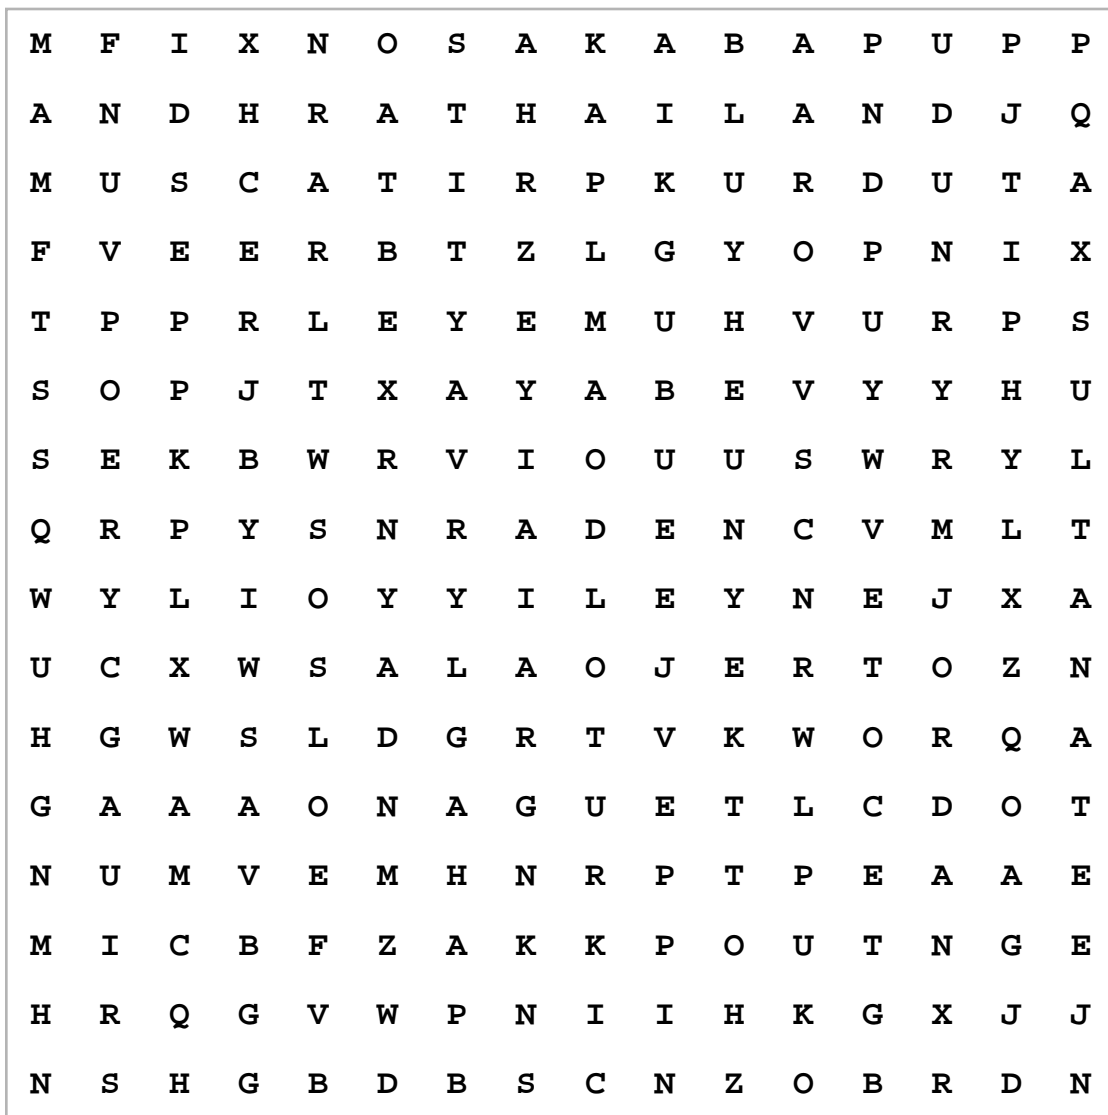 M F I X N O S A K A B A P U P P
A N D H R A T H A I L A N D J Q
M U S C A T I R P K U R D U T A
F V E E R B T Z L G Y O P N I X
T P P R L E Y E M U H V U R P S
S O P J T X A Y A B E V Y Y H U
S E K B W R V I O U U S W R Y L
Q R P Y S N R A D E N C V M L T
W Y L I O Y Y I L E Y N E J X A
U C X W S A L A O J E R T O Z N
H G W S L D G R T V K W O R Q A
G A A A O N A G U E T L C D O T
N U M V E M H N R P T P E A A E
M I C B F Z A K K P O U T N G E
H R Q G V W P N I I H K G X J J
N S H G B D B S C N Z O B R D N